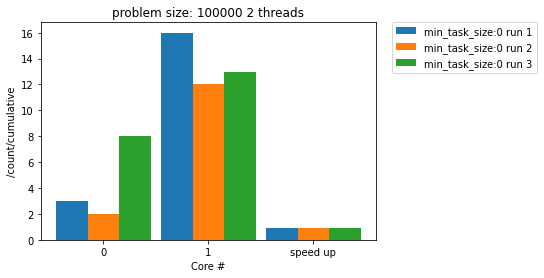 problem size: 100000 2 threads
/count/cumulative
16
14
12
10
8
6
4
2
0
0
1
speed up
Core #
min_task_size:0 run 1
min_task_size:0 run 2
min_task_size:0 run 3